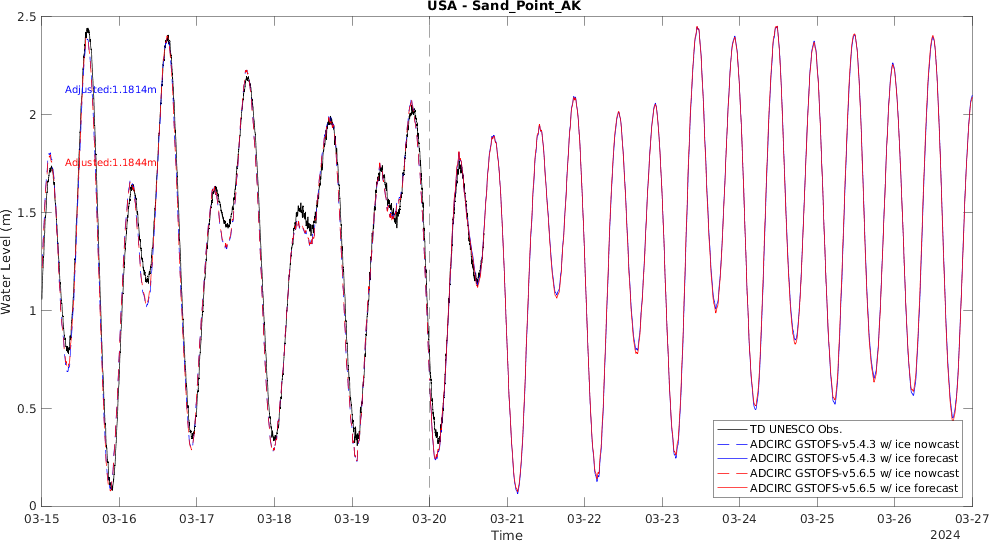 USA - Sand_Point_AK
2.5
2
1.5
1
0.5
0
Water Level (m)
Adjusted:1.1814m
Adjusted:1.1844m
TD UNESCO Obs.
ADCIRC GSTOFS-v5.4.3 w/ ice nowcast
ADCIRC GSTOFS-v5.4.3 w/ ice forecast
ADCIRC GSTOFS-v5.6.5 w/ ice nowcast
ADCIRC GSTOFS-v5.6.5 w/ ice forecast
03-15 03-16 03-17 03-18 03-19 03-20 03-21 03-22 03-23 03-24 03-25 03-26 03-27
Time
2024